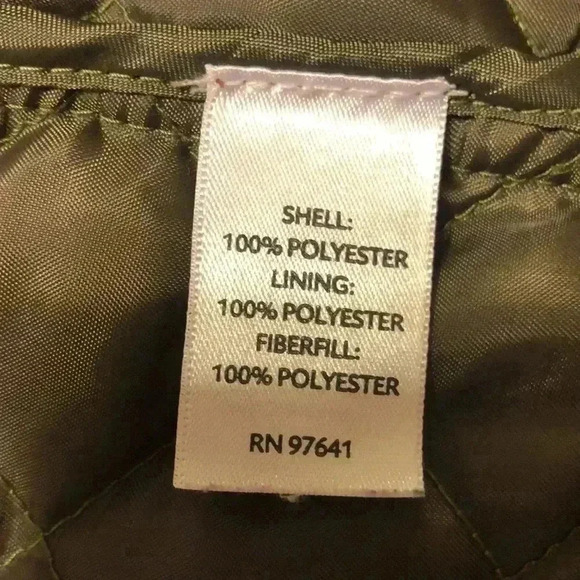 SHELL:
100% POLYESTER
LINING:
100% POLYESTER
FIBERFILL:
100% POLYESTER
RN 97641